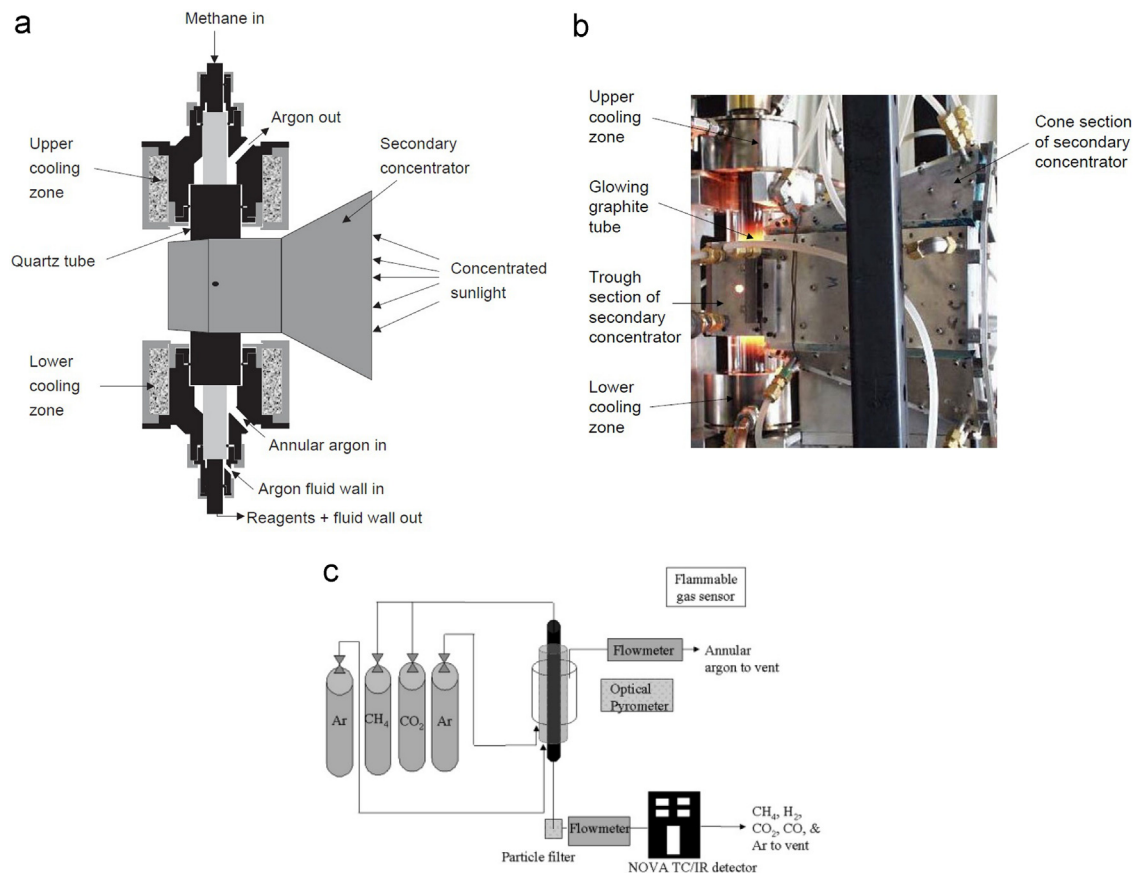 a
Methane in
Argon out
Upper
cooling
zone
Secondary
concentrator
Quartz tube
Concentrated
sunlight
Lower
cooling
zone
Annular argon in
Argon fluid wall in
Reagents + fluid wall out
b
Upper
cooling
zone
Cone section
of secondary
concentrator
Glowing
graphite
tube
Trough
section of
secondary
concentrator
Lower
cooling
zone
c
Flammable
gas sensor
Flowmeter
Annular
argon to vent
Optical
Pyrometer
Ar
CH₄
CO₂
Ar
Particle filter
Flowmeter
NOVA TC/IR detector
CH₄, H₂,
CO₂, CO, &
Ar to vent